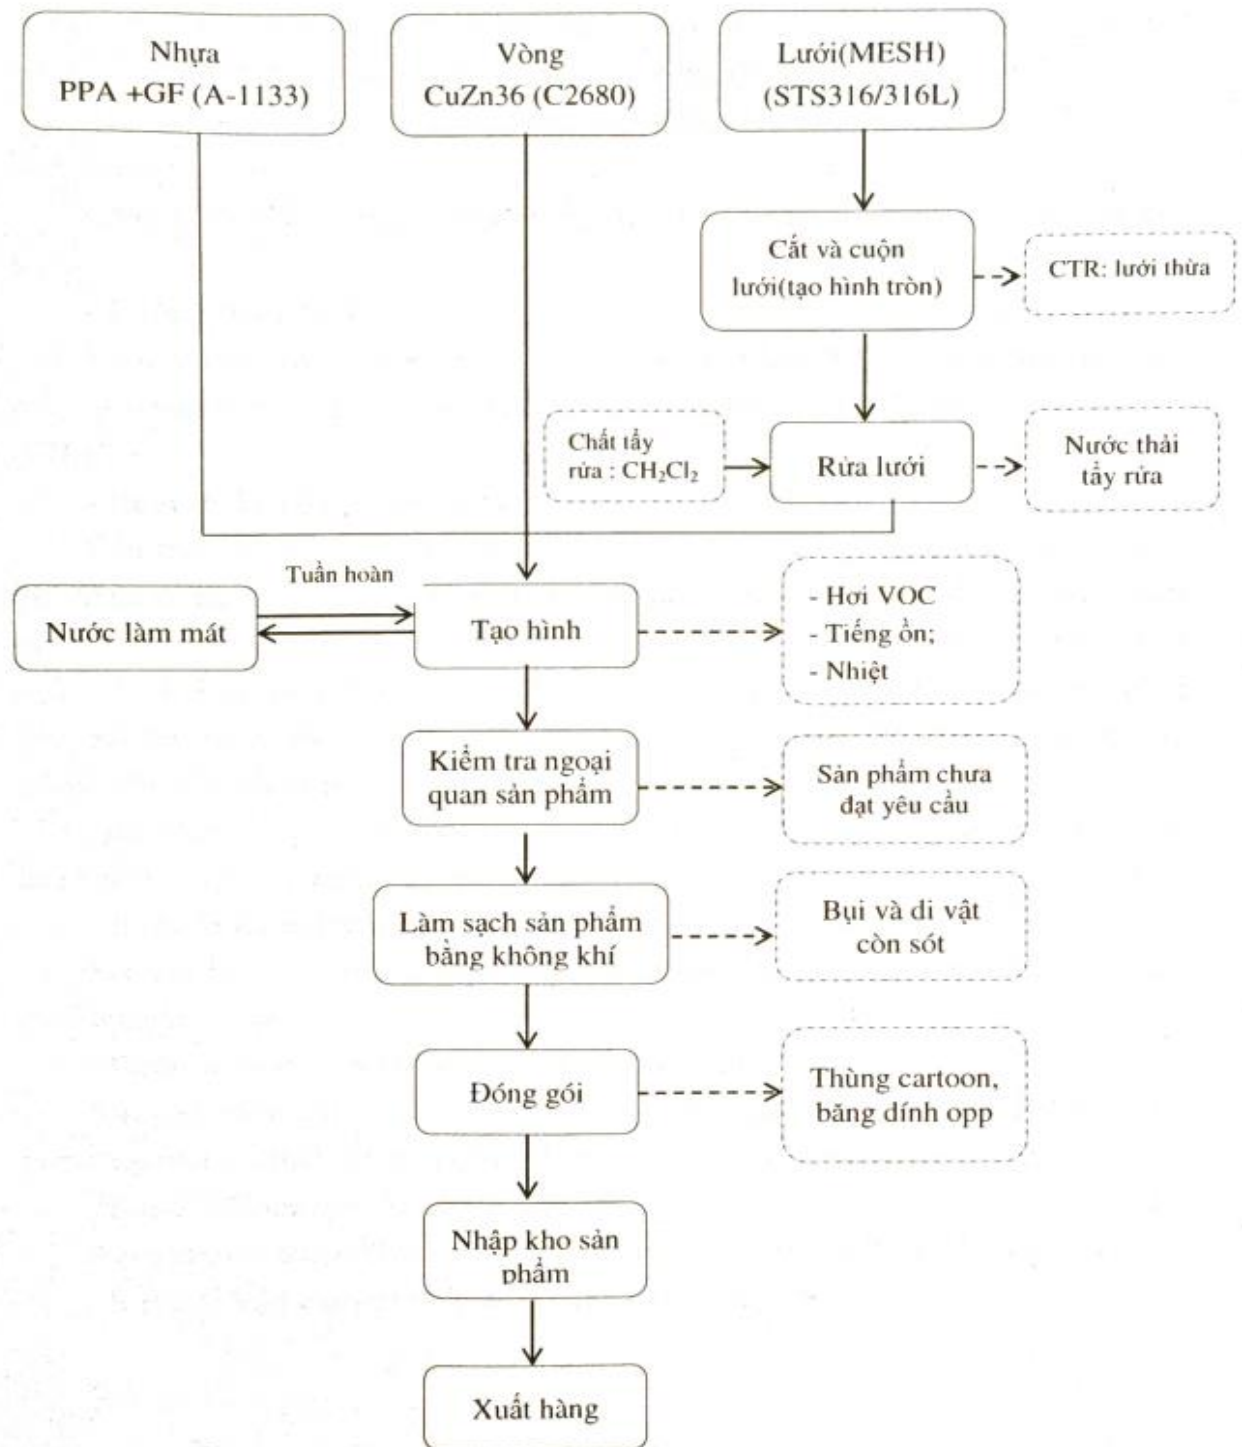 Nhựa
PPA +GF (A-1133)
Vòng
CuZn36 (C2680)
Lưới(MESH)
(STS316/316L)
Cắt và cuộn
lưới(tạo hình tròn)
CTR: lưới thừa
Chất tẩy
rửa : CH₂Cl₂
Rửa lưới
Nước thải
tẩy rửa
Tuần hoàn
Nước làm mát
Tạo hình
- Hơi VOC
- Tiếng ồn;
- Nhiệt
Kiểm tra ngoại
quan sản phẩm
Sản phẩm chưa
đạt yêu cầu
Làm sạch sản phẩm
bằng không khí
Bụi và di vật
còn sót
Đóng gói
Thùng cartoon,
băng dính opp
Nhập kho sản
phẩm
Xuất hàng